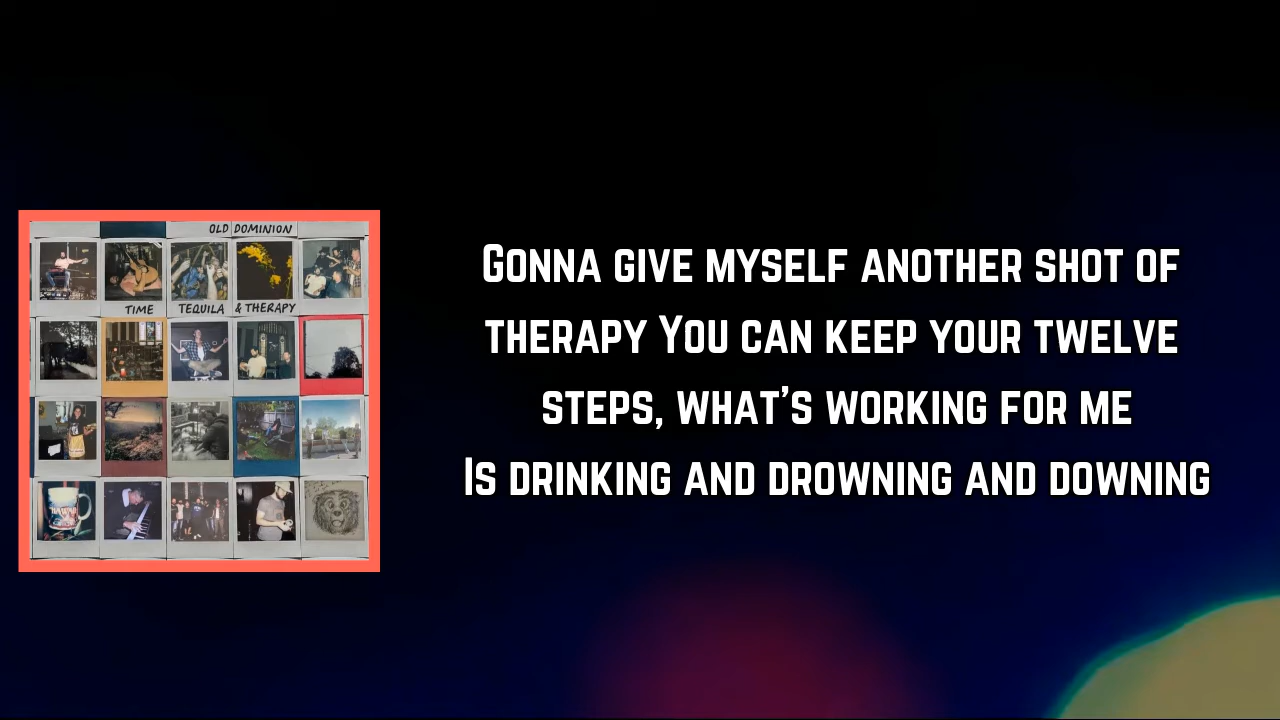 OLD DOMINION
TIME TEQUILA & THERAPY
Gonna give myself another shot of
therapy You can keep your twelve
steps, what's working for me
Is drinking and drowning and downing